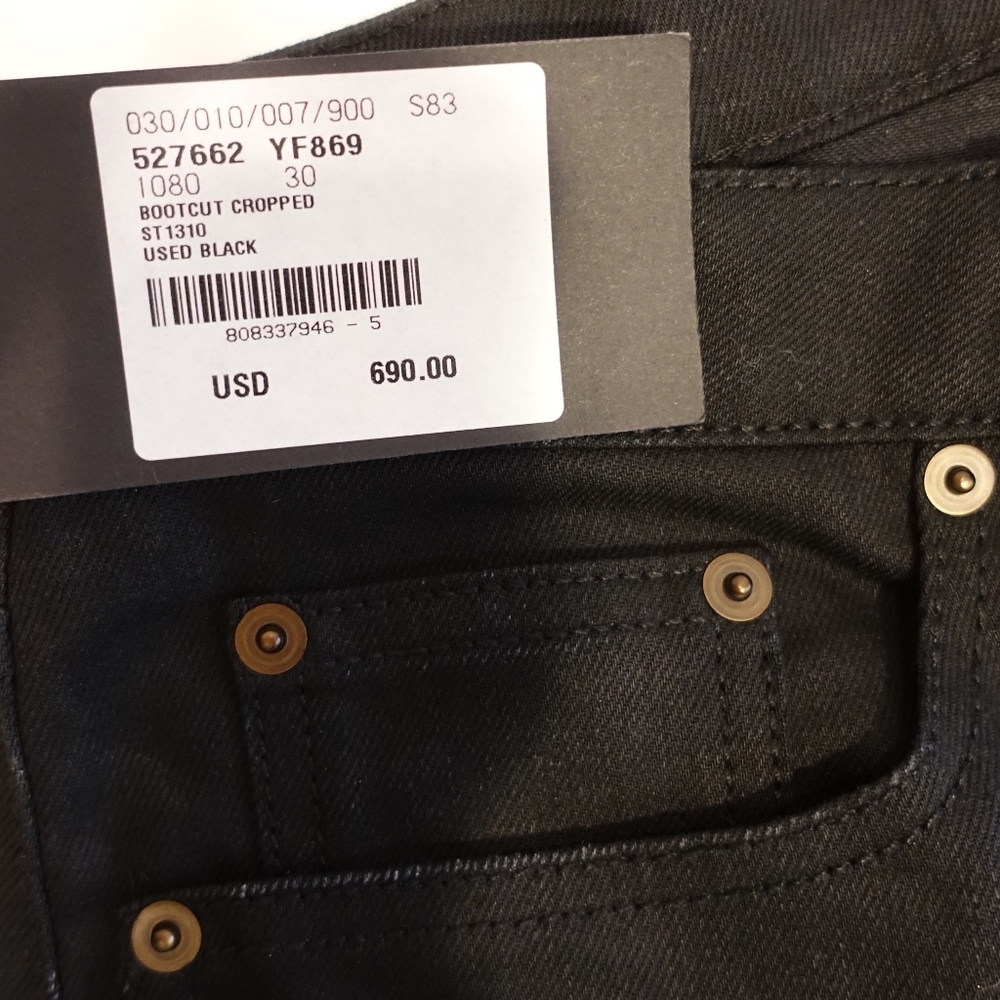 030/010/007/900 S83
527662 YF869
1080 30
BOOTCUT CROPPED
ST1310
USED BLACK
808337946 - 5
USD 690.00